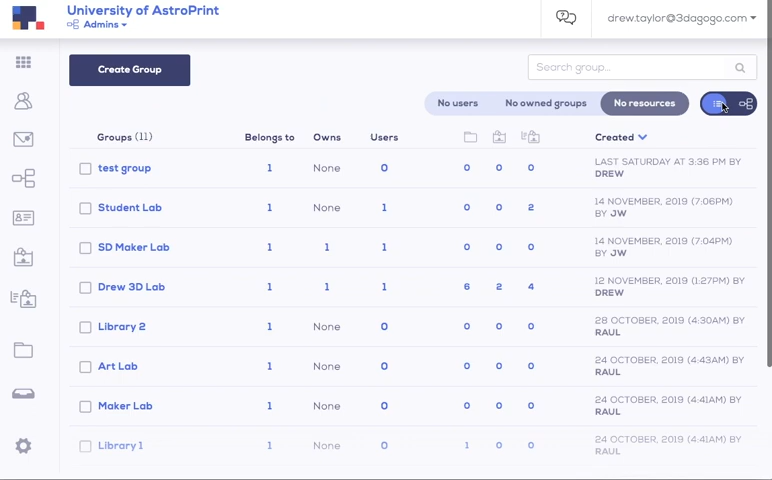 University of AstroPrint
Admins
drew.taylor@3dagogo.com
Create Group
Search group...
No users No owned groups No resources
Groups (11) Belongs to Owns Users Created
test group 1 None 0 0 0 0 LAST SATURDAY AT 3:36 PM BY
DREW
Student Lab 1 None 1 0 0 2 14 NOVEMBER, 2019 (7:06PM)
BY JW
SD Maker Lab 1 1 1 0 0 0 14 NOVEMBER, 2019 (7:04PM)
BY JW
Drew 3D Lab 1 1 1 6 2 4 12 NOVEMBER, 2019 (1:27PM) BY
DREW
Library 2 1 None 0 0 0 0 28 OCTOBER, 2019 (4:30AM) BY
RAUL
Art Lab 1 None 0 0 0 0 24 OCTOBER, 2019 (4:43AM) BY
RAUL
Maker Lab 1 None 0 0 0 0 24 OCTOBER, 2019 (4:41AM) BY
RAUL
Library 1 1 None 0 1 0 0 24 OCTOBER, 2019 (4:41AM) BY
RAUL